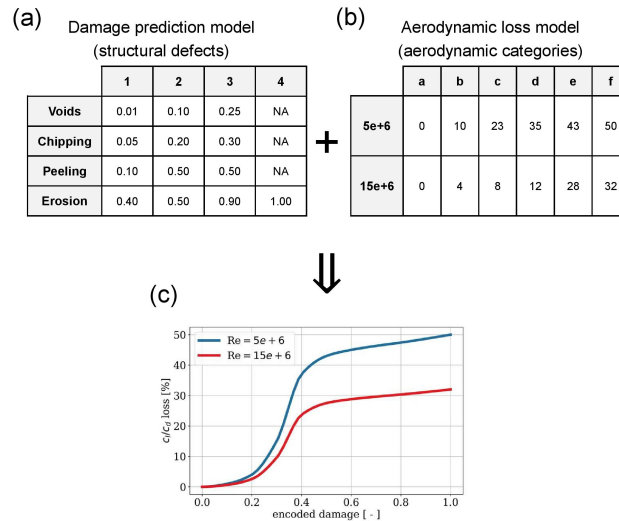 (a) Damage prediction model
(structural defects)
1 2 3 4
Voids 0.01 0.10 0.25 NA
Chipping 0.05 0.20 0.30 NA
Peeling 0.10 0.50 0.50 NA
Erosion 0.40 0.50 0.90 1.00
+
(b) Aerodynamic loss model
(aerodynamic categories)
a b c d e f
5e+6 0 10 23 35 43 50
15e+6 0 4 8 12 28 32
⇓
(c)
Re = 5e + 6
Re = 15e + 6
50
40
30
20
10
0
cl/cd loss [%]
0.0 0.2 0.4 0.6 0.8 1.0
encoded damage [ - ]